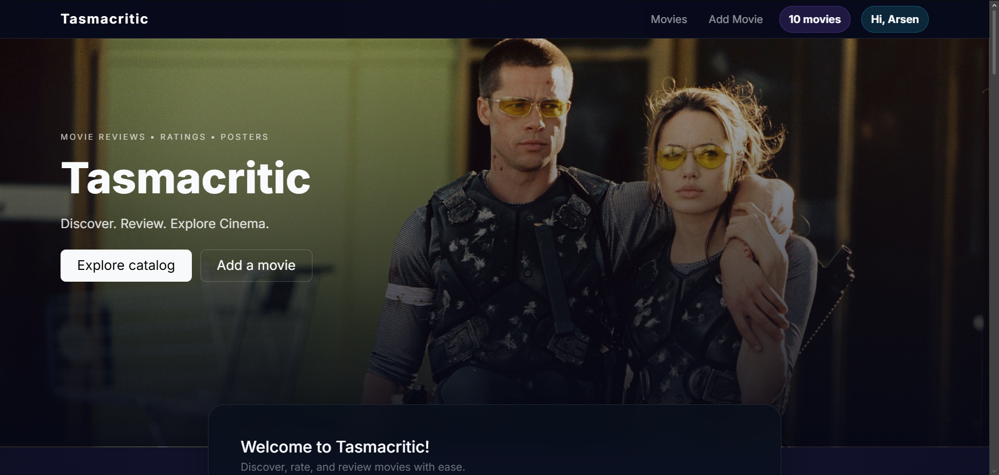 Tasmacritic
Movies
Add Movie
10 movies
Hi, Arsen
MOVIE REVIEWS • RATINGS • POSTERS
Tasmacritic
Discover. Review. Explore Cinema.
Explore catalog
Add a movie
Welcome to Tasmacritic!
Discover, rate, and review movies with ease.